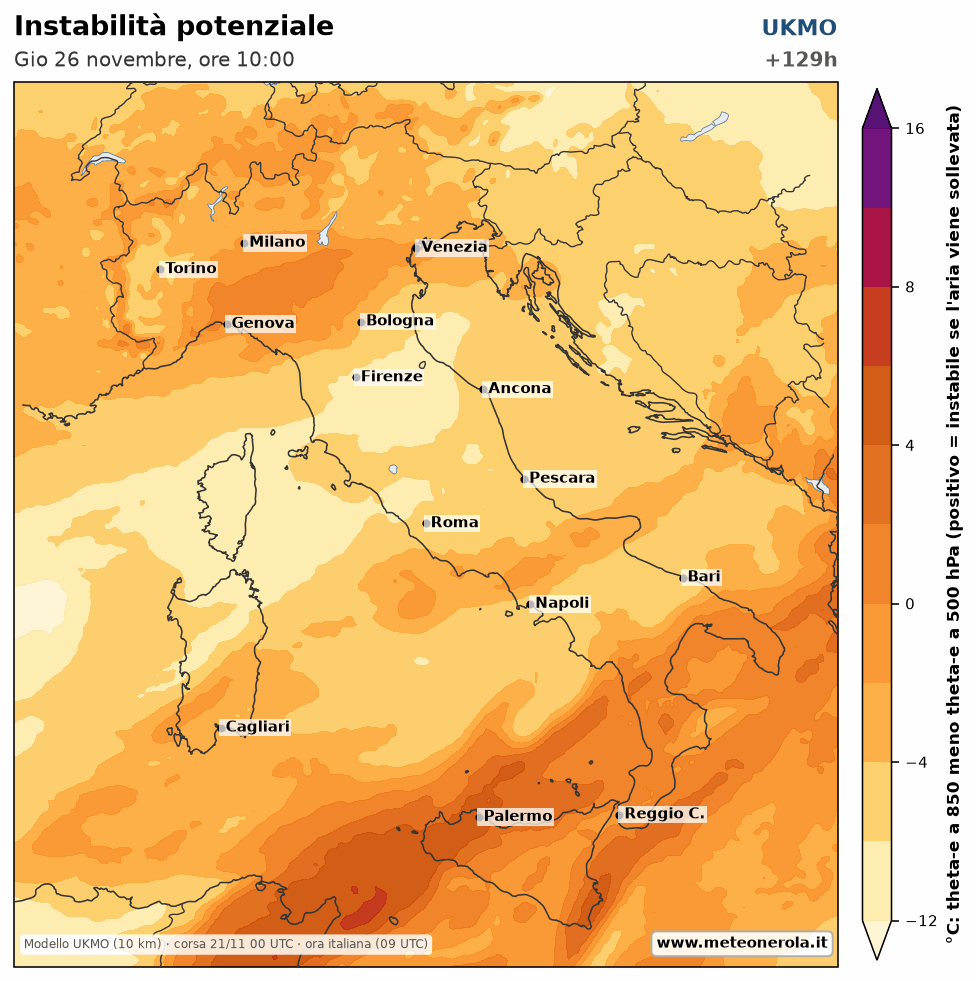 Instabilità potenziale
UKMO
Gio 26 novembre, ore 10:00
+129h
16
8
4
0
−4
−12
°C: theta-e a 850 meno theta-e a 500 hPa (positivo = instabile se l'aria viene sollevata)
Milano
Venezia
Torino
Genova
Bologna
Firenze
Ancona
Pescara
Roma
Bari
Napoli
Cagliari
Palermo
Reggio C.
Modello UKMO (10 km) · corsa 21/11 00 UTC · ora italiana (09 UTC)
www.meteonerola.it